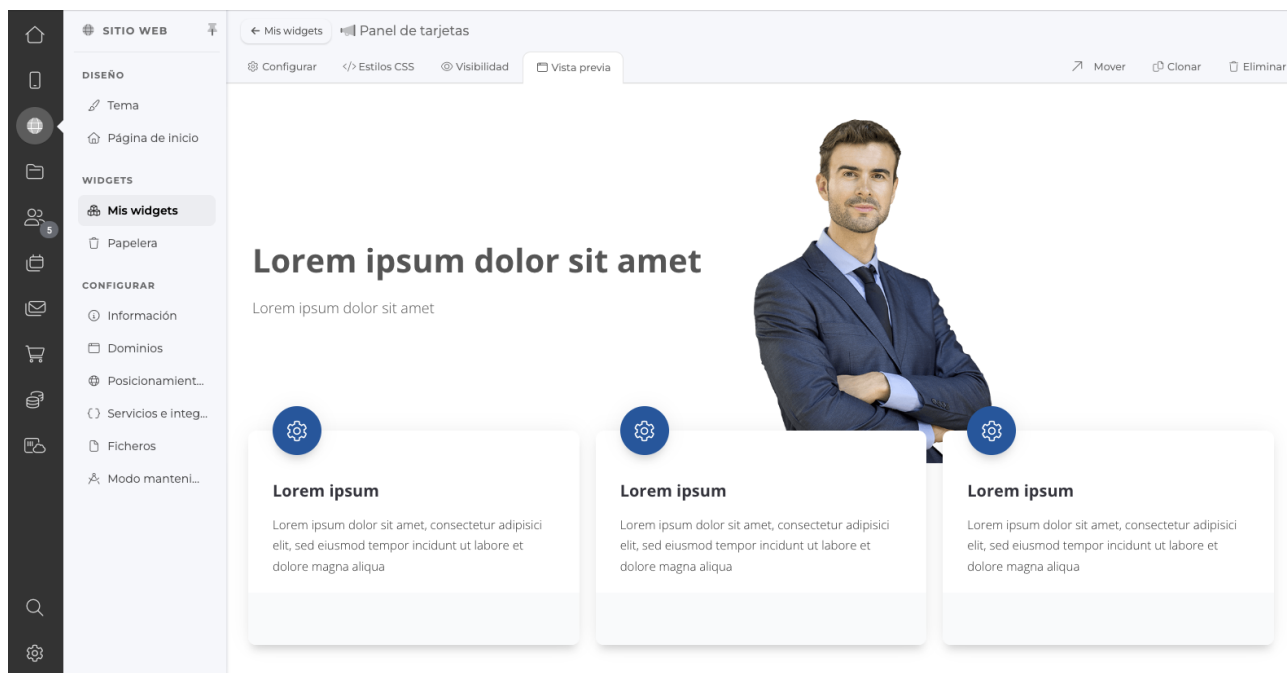 SITIO WEB
DISEÑO
Tema
Página de inicio
WIDGETS
Mis widgets
5
Papelera
CONFIGURAR
Información
Dominios
Posicionamient...
Servicios e integ...
Ficheros
Modo manteni...
← Mis widgets
Panel de tarjetas
Configurar
</> Estilos CSS
Visibilidad
Vista previa
Mover
Clonar
Eliminar
Lorem ipsum dolor sit amet
Lorem ipsum dolor sit amet
Lorem ipsum
Lorem ipsum dolor sit amet, consectetur adipisici
elit, sed eiusmod tempor incidunt ut labore et
dolore magna aliqua
Lorem ipsum
Lorem ipsum dolor sit amet, consectetur adipisici
elit, sed eiusmod tempor incidunt ut labore et
dolore magna aliqua
Lorem ipsum
Lorem ipsum dolor sit amet, consectetur adipisici
elit, sed eiusmod tempor incidunt ut labore et
dolore magna aliqua